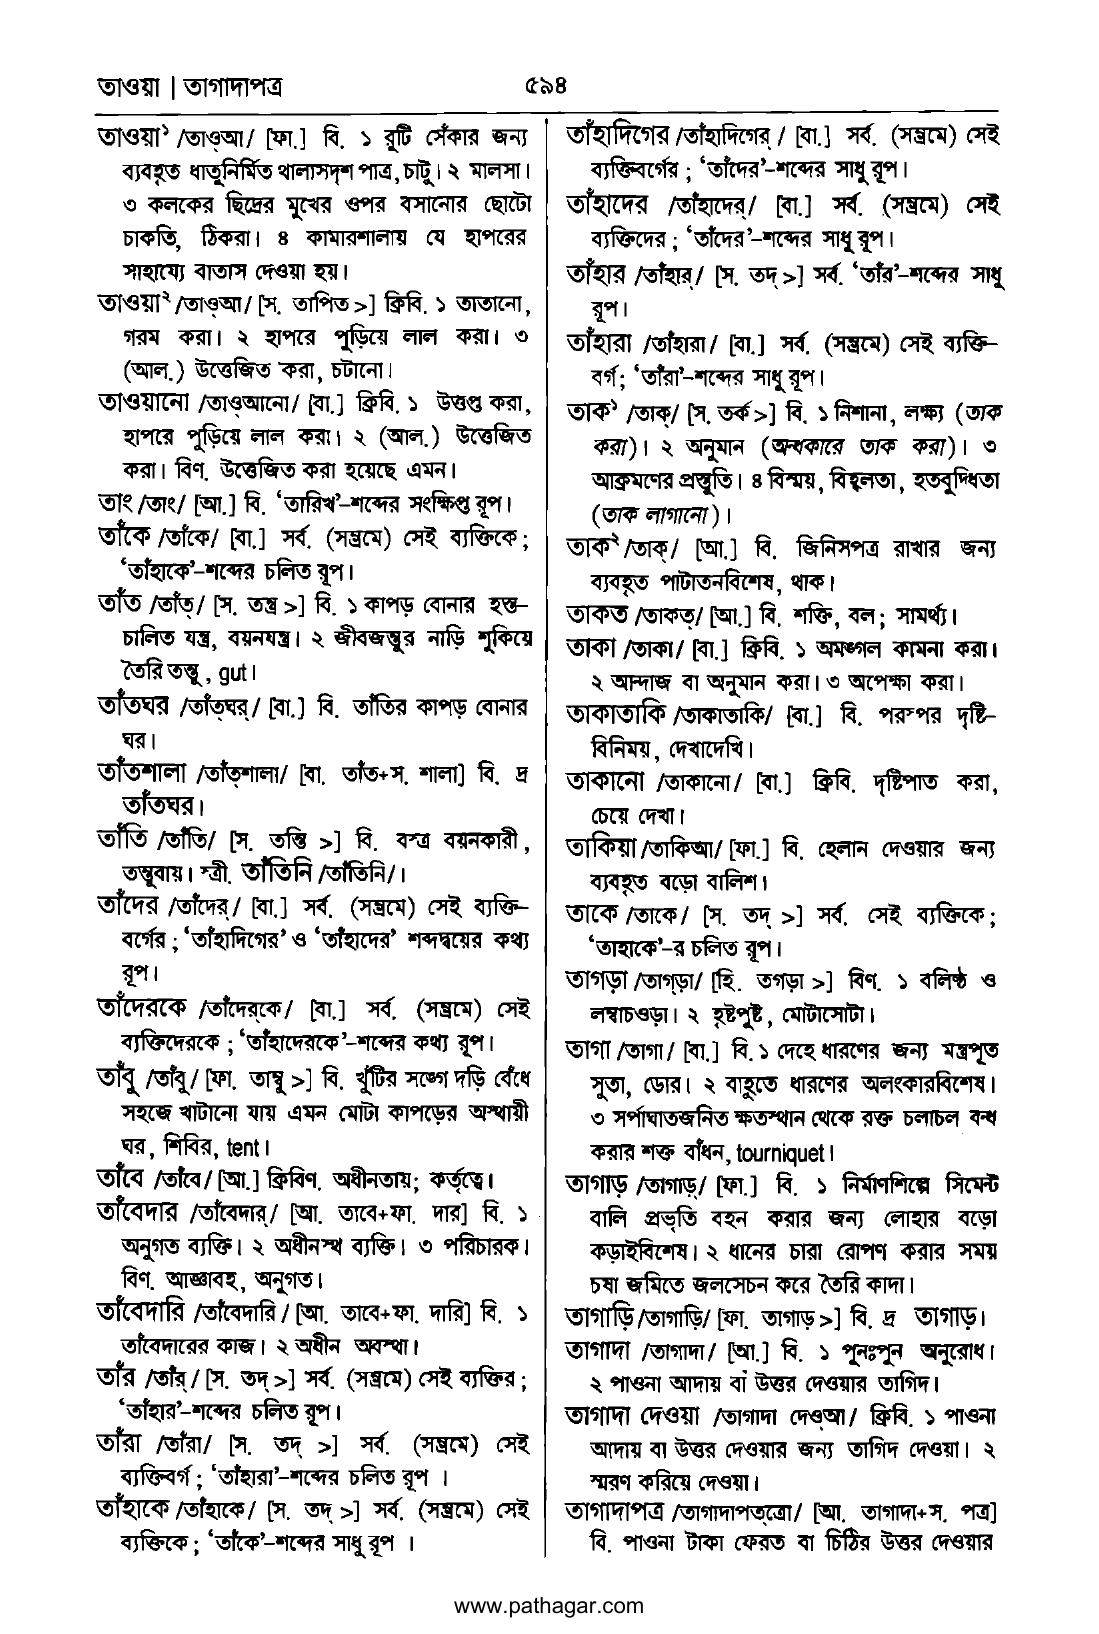 তাওয়া | তাগাদাপত্র
৫৯৪
তাওয়া১ /তাও্আ/ [ফা.] বি. ১ রুটি সেঁকার জন্য
ব্যবহৃত ধাতুনির্মিত থালাসদৃশ পাত্র, চাটু। ২ মালসা।
৩ কলকের ছিদ্রের মুখের ওপর বসানোর ছোটো
চাকতি, ঠিকরা। ৪ কামারশালায় যে হাপরের
সাহায্যে বাতাস দেওয়া হয়।
তাওয়া২ /তাও্আ/ [স. তাপিত >] ক্রিবি. ১ তাতানো,
গরম করা। ২ হাপরে পুড়িয়ে লাল করা। ৩
(আল.) উত্তেজিত করা, চটানো।
তাওয়ানো /তাও্আনো/ [বা.] ক্রিবি. ১ উত্তপ্ত করা,
হাপরে পুড়িয়ে লাল করা। ২ (আল.) উত্তেজিত
করা। বিণ. উত্তেজিত করা হয়েছে এমন।
তাং /তাং/ [আ.] বি. ‘তারিখ’-শব্দের সংক্ষিপ্ত রূপ।
তাঁকে /তাঁকে/ [বা.] সর্ব. (সম্ভ্রমে) সেই ব্যক্তিকে;
‘তাঁহাকে’-শব্দের চলিত রূপ।
তাঁত /তাঁত্/ [স. তন্ত্র >] বি. ১ কাপড় বোনার হস্ত-
চালিত যন্ত্র, বয়নযন্ত্র। ২ জীবজন্তুর নাড়ি শুকিয়ে
তৈরি তন্তু, gut।
তাঁতঘর /তাঁত্ঘর্/ [বা.] বি. তাঁতির কাপড় বোনার
ঘর।
তাঁতশালা /তাঁত্শালা/ [বা. তাঁত+স. শালা] বি. দ্র
তাঁতঘর।
তাঁতি /তাঁতি/ [স. তন্তি >] বি. বস্ত্র বয়নকারী,
তন্তুবায়। স্ত্রী. তাঁতিনি /তাঁতিনি/।
তাঁদের /তাঁদের্/ [বা.] সর্ব. (সম্ভ্রমে) সেই ব্যক্তি-
বর্গের; ‘তাঁহাদিগের’ ও ‘তাঁহাদের’ শব্দদ্বয়ের কথ্য
রূপ।
তাঁদেরকে /তাঁদের্কে/ [বা.] সর্ব. (সম্ভ্রমে) সেই
ব্যক্তিদেরকে; ‘তাঁহাদেরকে’-শব্দের কথ্য রূপ।
তাঁবু /তাঁবু/ [ফা. তাম্বু >] বি. খুঁটির সঙ্গে দড়ি বেঁধে
সহজে খাটানো যায় এমন মোটা কাপড়ের অস্থায়ী
ঘর, শিবির, tent।
তাঁবে /তাঁবে/ [আ.] ক্রিবিণ. অধীনতায়; কর্তৃত্বে।
তাঁবেদার /তাঁবেদার্/ [আ. তাবে+ফা. দার] বি. ১
অনুগত ব্যক্তি। ২ অধীনস্থ ব্যক্তি। ৩ পরিচারক।
বিণ. আজ্ঞাবহ, অনুগত।
তাঁবেদারি /তাঁবেদারি/ [আ. তাবে+ফা. দারি] বি. ১
তাঁবেদারের কাজ। ২ অধীন অবস্থা।
তাঁর /তাঁর্/ [স. তদ্ >] সর্ব. (সম্ভ্রমে) সেই ব্যক্তির;
‘তাঁহার’-শব্দের চলিত রূপ।
তাঁরা /তাঁরা/ [স. তদ্ >] সর্ব. (সম্ভ্রমে) সেই
ব্যক্তিবর্গ; ‘তাঁহারা’-শব্দের চলিত রূপ ।
তাঁহাকে /তাঁহাকে/ [স. তদ্ >] সর্ব. (সম্ভ্রমে) সেই
ব্যক্তিকে; ‘তাঁকে’-শব্দের সাধু রূপ ।
তাঁহাদিগের /তাঁহাদিগের্/ [বা.] সর্ব. (সম্ভ্রমে) সেই
ব্যক্তিবর্গের; ‘তাঁদের’-শব্দের সাধু রূপ।
তাঁহাদের /তাঁহাদের্/ [বা.] সর্ব. (সম্ভ্রমে) সেই
ব্যক্তিদের; ‘তাঁদের’-শব্দের সাধু রূপ।
তাঁহার /তাঁহার্/ [স. তদ্ >] সর্ব. ‘তাঁর’-শব্দের সাধু
রূপ।
তাঁহারা /তাঁহারা/ [বা.] সর্ব. (সম্ভ্রমে) সেই ব্যক্তি-
বর্গ; ‘তাঁরা’-শব্দের সাধু রূপ।
তাক১ /তাক্/ [স. তর্ক >] বি. ১ নিশানা, লক্ষ্য (তাক
করা)। ২ অনুমান (অন্ধকারে তাক করা)। ৩
আক্রমণের প্রস্তুতি। ৪ বিস্ময়, বিহ্বলতা, হতবুদ্ধিতা
(তাক লাগানো)।
তাক২ /তাক্/ [আ.] বি. জিনিসপত্র রাখার জন্য
ব্যবহৃত পাটাতনবিশেষ, থাক।
তাকত /তাকত্/ [আ.] বি. শক্তি, বল; সামর্থ্য।
তাকা /তাকা/ [বা.] ক্রিবি. ১ অমঙ্গল কামনা করা।
২ আন্দাজ বা অনুমান করা। ৩ অপেক্ষা করা।
তাকাতাকি /তাকাতাকি/ [বা.] বি. পরস্পর দৃষ্টি-
বিনিময়, দেখাদেখি।
তাকানো /তাকানো/ [বা.] ক্রিবি. দৃষ্টিপাত করা,
চেয়ে দেখা।
তাকিয়া /তাকিআ/ [ফা.] বি. হেলান দেওয়ার জন্য
ব্যবহৃত বড়ো বালিশ।
তাকে /তাকে/ [স. তদ্ >] সর্ব. সেই ব্যক্তিকে;
‘তাহাকে’-র চলিত রূপ।
তাগড়া /তাগ্ড়া/ [হি. তগড়া >] বিণ. ১ বলিষ্ঠ ও
লম্বাচওড়া। ২ হৃষ্টপুষ্ট, মোটাসোটা।
তাগা /তাগা/ [বা.] বি. ১ দেহে ধারণের জন্য মন্ত্রপূত
সুতা, ডোর। ২ বাহুতে ধারণের অলংকারবিশেষ।
৩ সর্পাঘাতজনিত ক্ষতস্থান থেকে রক্ত চলাচল বন্ধ
করার শক্ত বাঁধন, tourniquet।
তাগাড় /তাগাড়্/ [ফা.] বি. ১ নির্মাণশিল্পে সিমেন্ট
বালি প্রভৃতি বহন করার জন্য লোহার বড়ো
কড়াইবিশেষ। ২ ধানের চারা রোপণ করার সময়
চষা জমিতে জলসেচন করে তৈরি কাদা।
তাগাড়ি /তাগাড়ি/ [ফা. তাগাড় >] বি. দ্র তাগাড়।
তাগাদা /তাগাদা/ [আ.] বি. ১ পুনঃপুন অনুরোধ।
২ পাওনা আদায় বা উত্তর দেওয়ার তাগিদ।
তাগাদা দেওয়া /তাগাদা দেও্আ/ ক্রিবি. ১ পাওনা
আদায় বা উত্তর দেওয়ার জন্য তাগিদ দেওয়া। ২
স্মরণ করিয়ে দেওয়া।
তাগাদাপত্র /তাগাদাপত্ত্রো/ [আ. তাগাদা+স. পত্র]
বি. পাওনা টাকা ফেরত বা চিঠির উত্তর দেওয়ার
www.pathagar.com